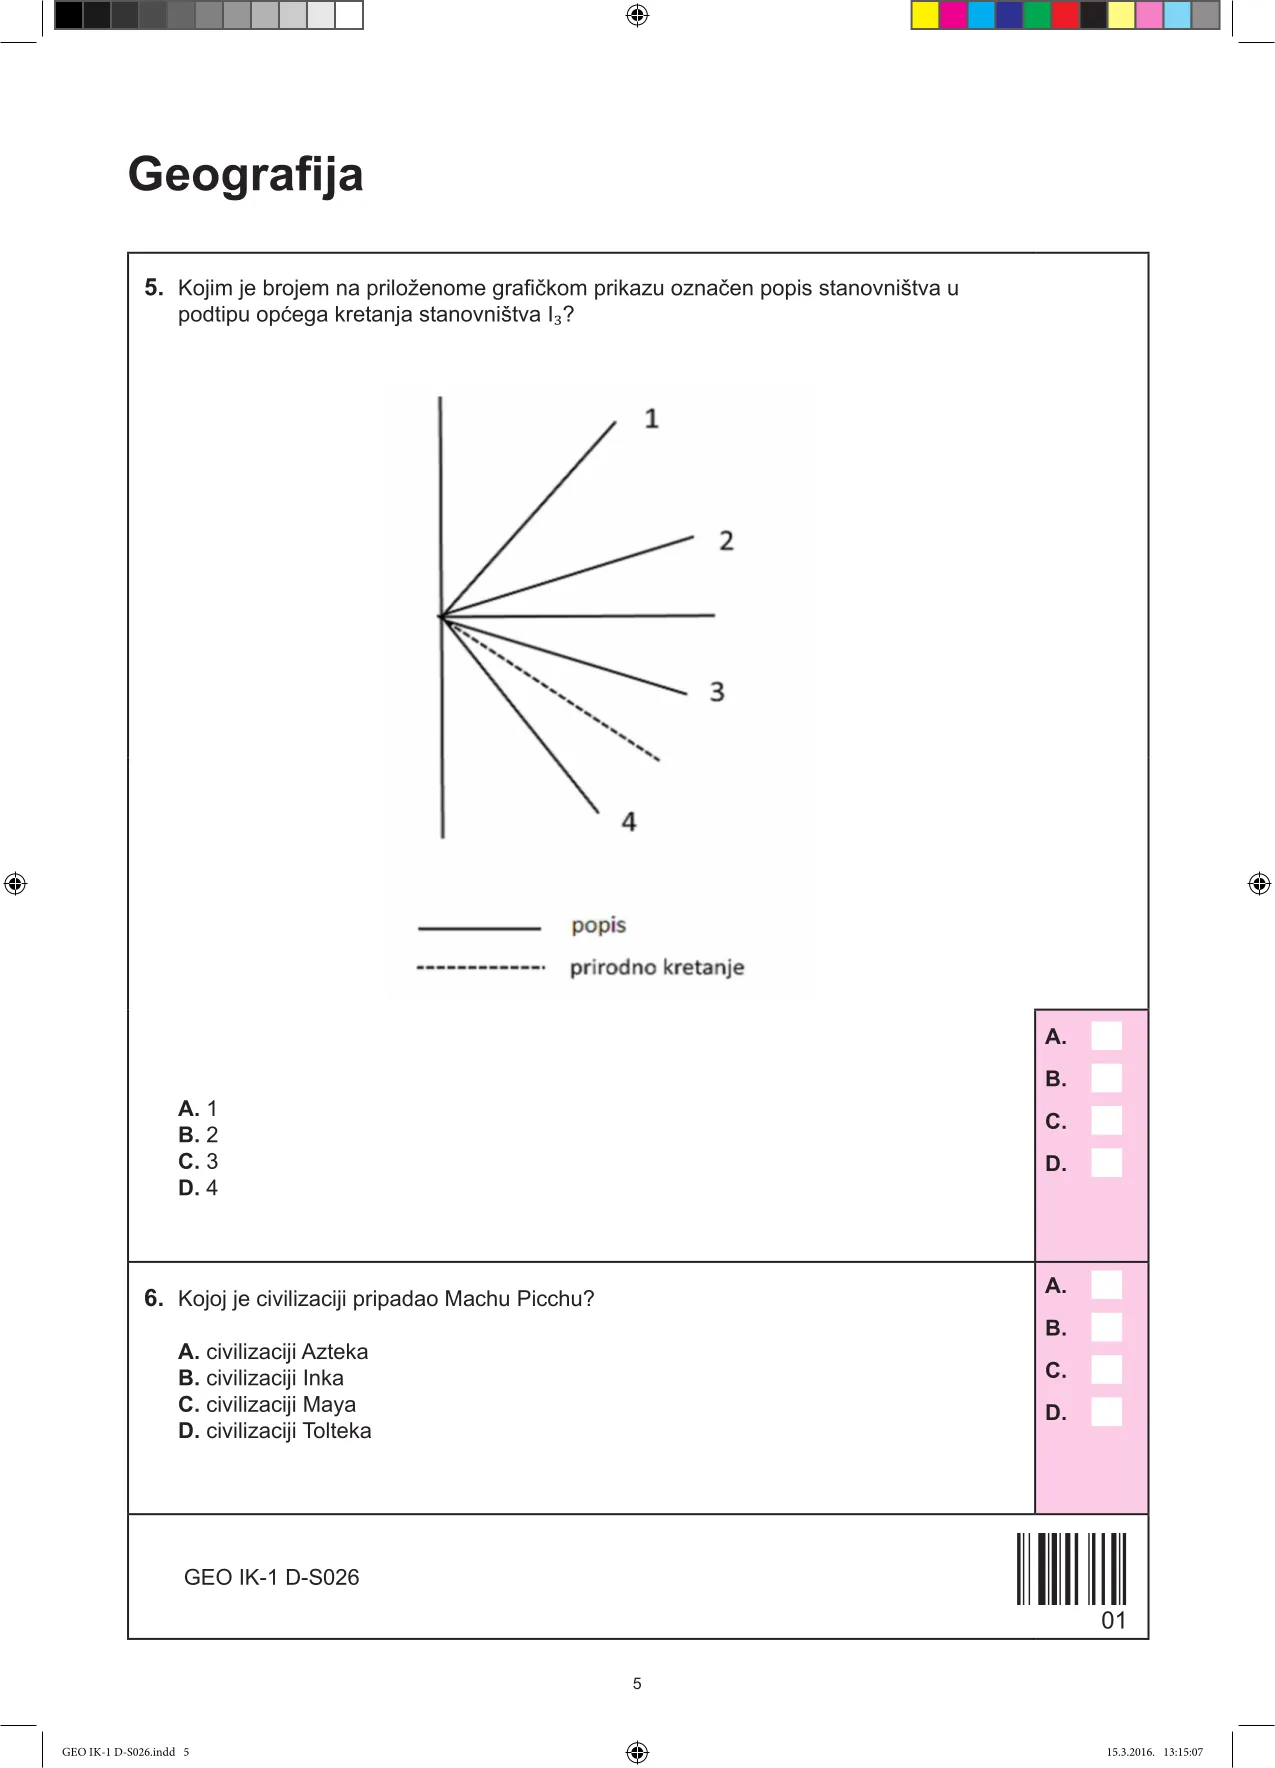 Geografija
5. Kojim je brojem na priloženome grafičkom prikazu označen popis stanovništva u
podtipu općega kretanja stanovništva I₃?
1
2
3
4
popis
prirodno kretanje
A. 1
B. 2
C. 3
D. 4
A.
B.
C.
D.
6. Kojoj je civilizaciji pripadao Machu Picchu?
A. civilizaciji Azteka
B. civilizaciji Inka
C. civilizaciji Maya
D. civilizaciji Tolteka
A.
B.
C.
D.
GEO IK-1 D-S026
01
5
GEO IK-1 D-S026.indd 5
15.3.2016. 13:15:07